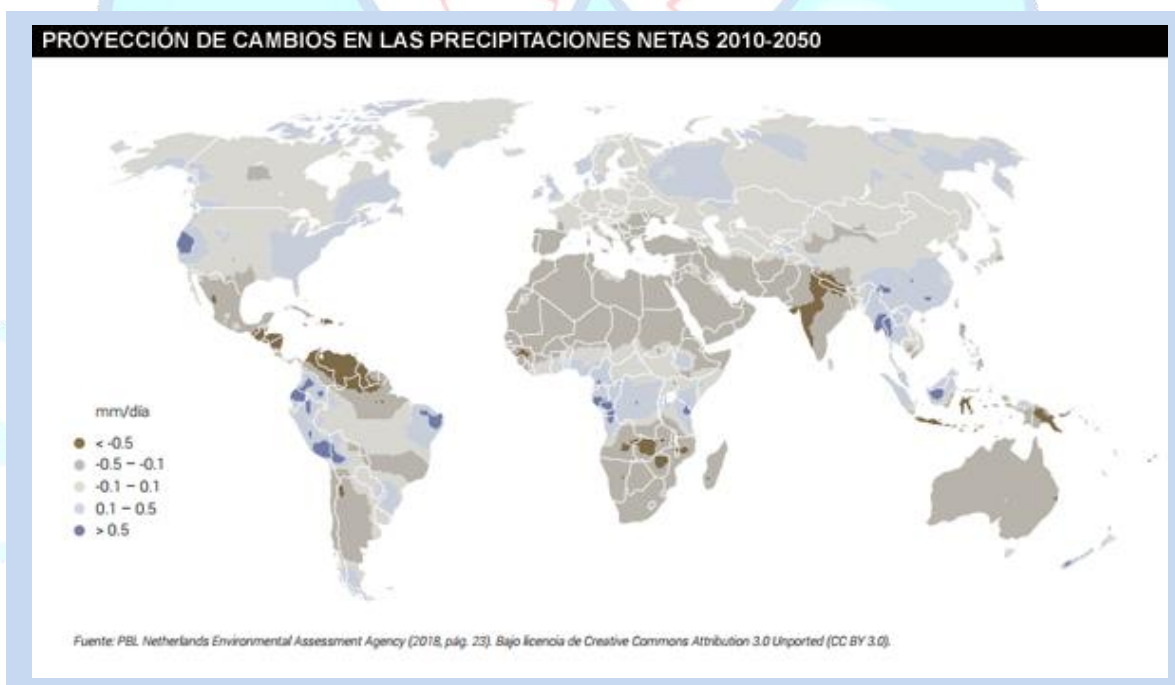 PROYECCIÓN DE CAMBIOS EN LAS PRECIPITACIONES NETAS 2010-2050
mm/día
< -0.5
-0.5 – -0.1
-0.1 – 0.1
0.1 – 0.5
> 0.5
Fuente: PBL Netherlands Environmental Assessment Agency (2018, pág. 23). Bajo licencia de Creative Commons Attribution 3.0 Unported (CC BY 3.0).